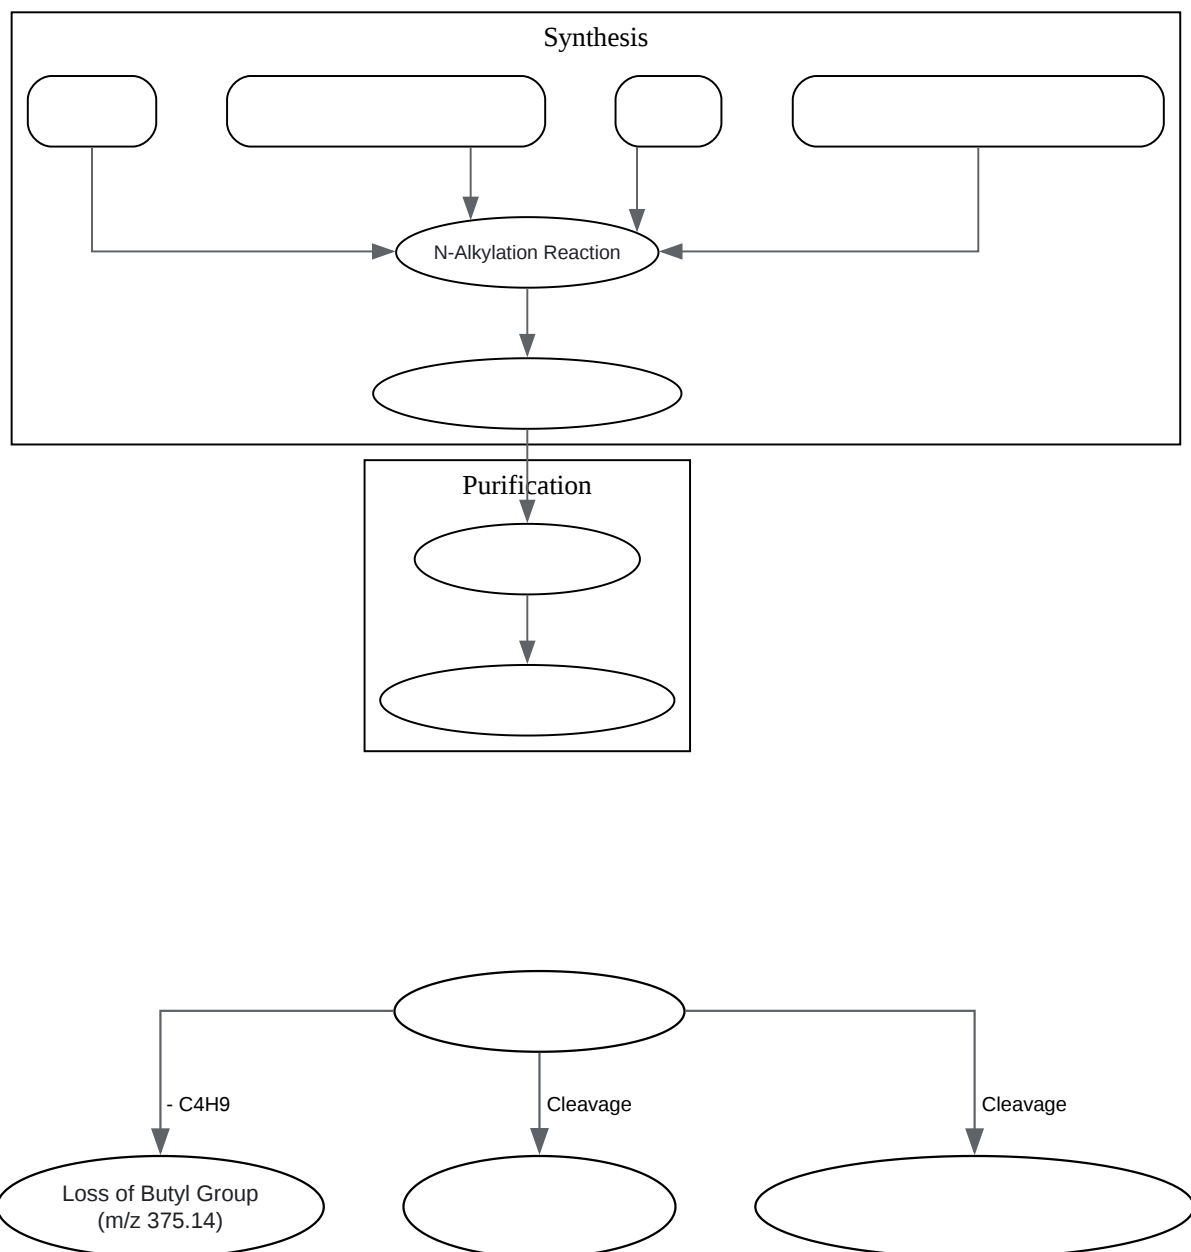 Synthesis
N-Alkylation Reaction
Purification
- C4H9
Cleavage
Cleavage
Loss of Butyl Group
(m/z 375.14)